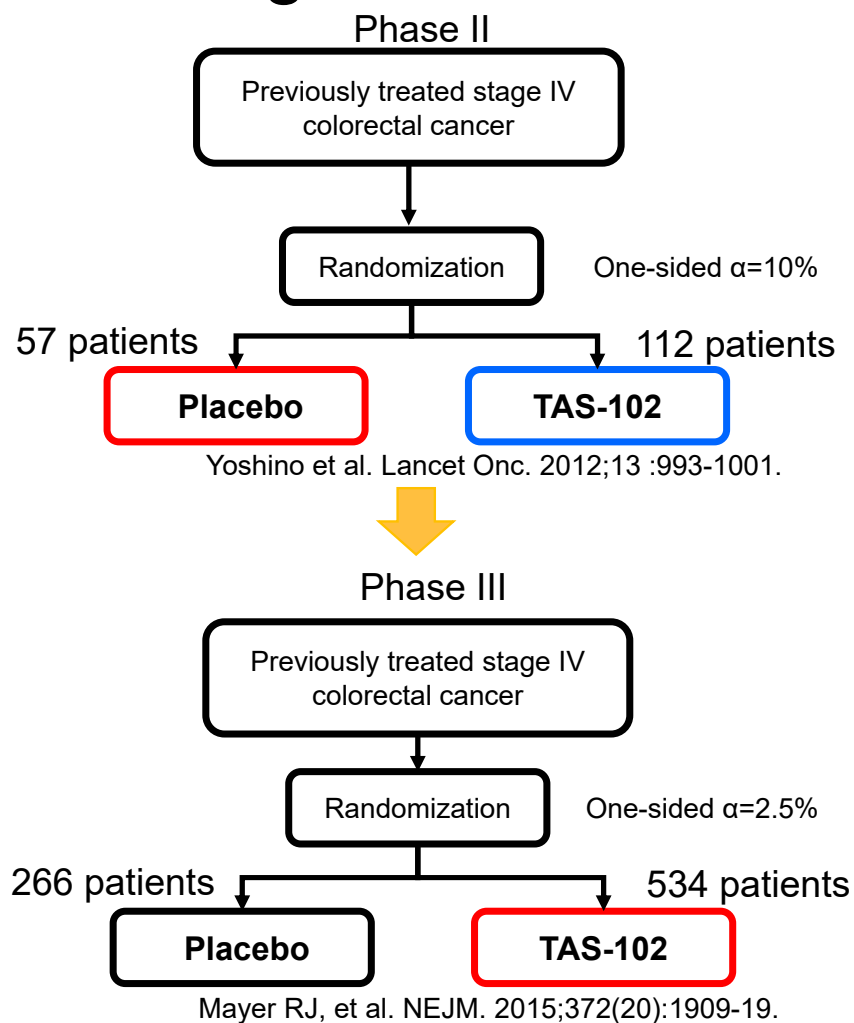 Phase II
Previously treated stage IV
colorectal cancer
Randomization
One-sided α=10%
57 patients
112 patients
Placebo
TAS-102
Yoshino et al. Lancet Onc. 2012;13 :993-1001.
Phase III
Previously treated stage IV
colorectal cancer
Randomization
One-sided α=2.5%
266 patients
534 patients
Placebo
TAS-102
Mayer RJ, et al. NEJM. 2015;372(20):1909-19.